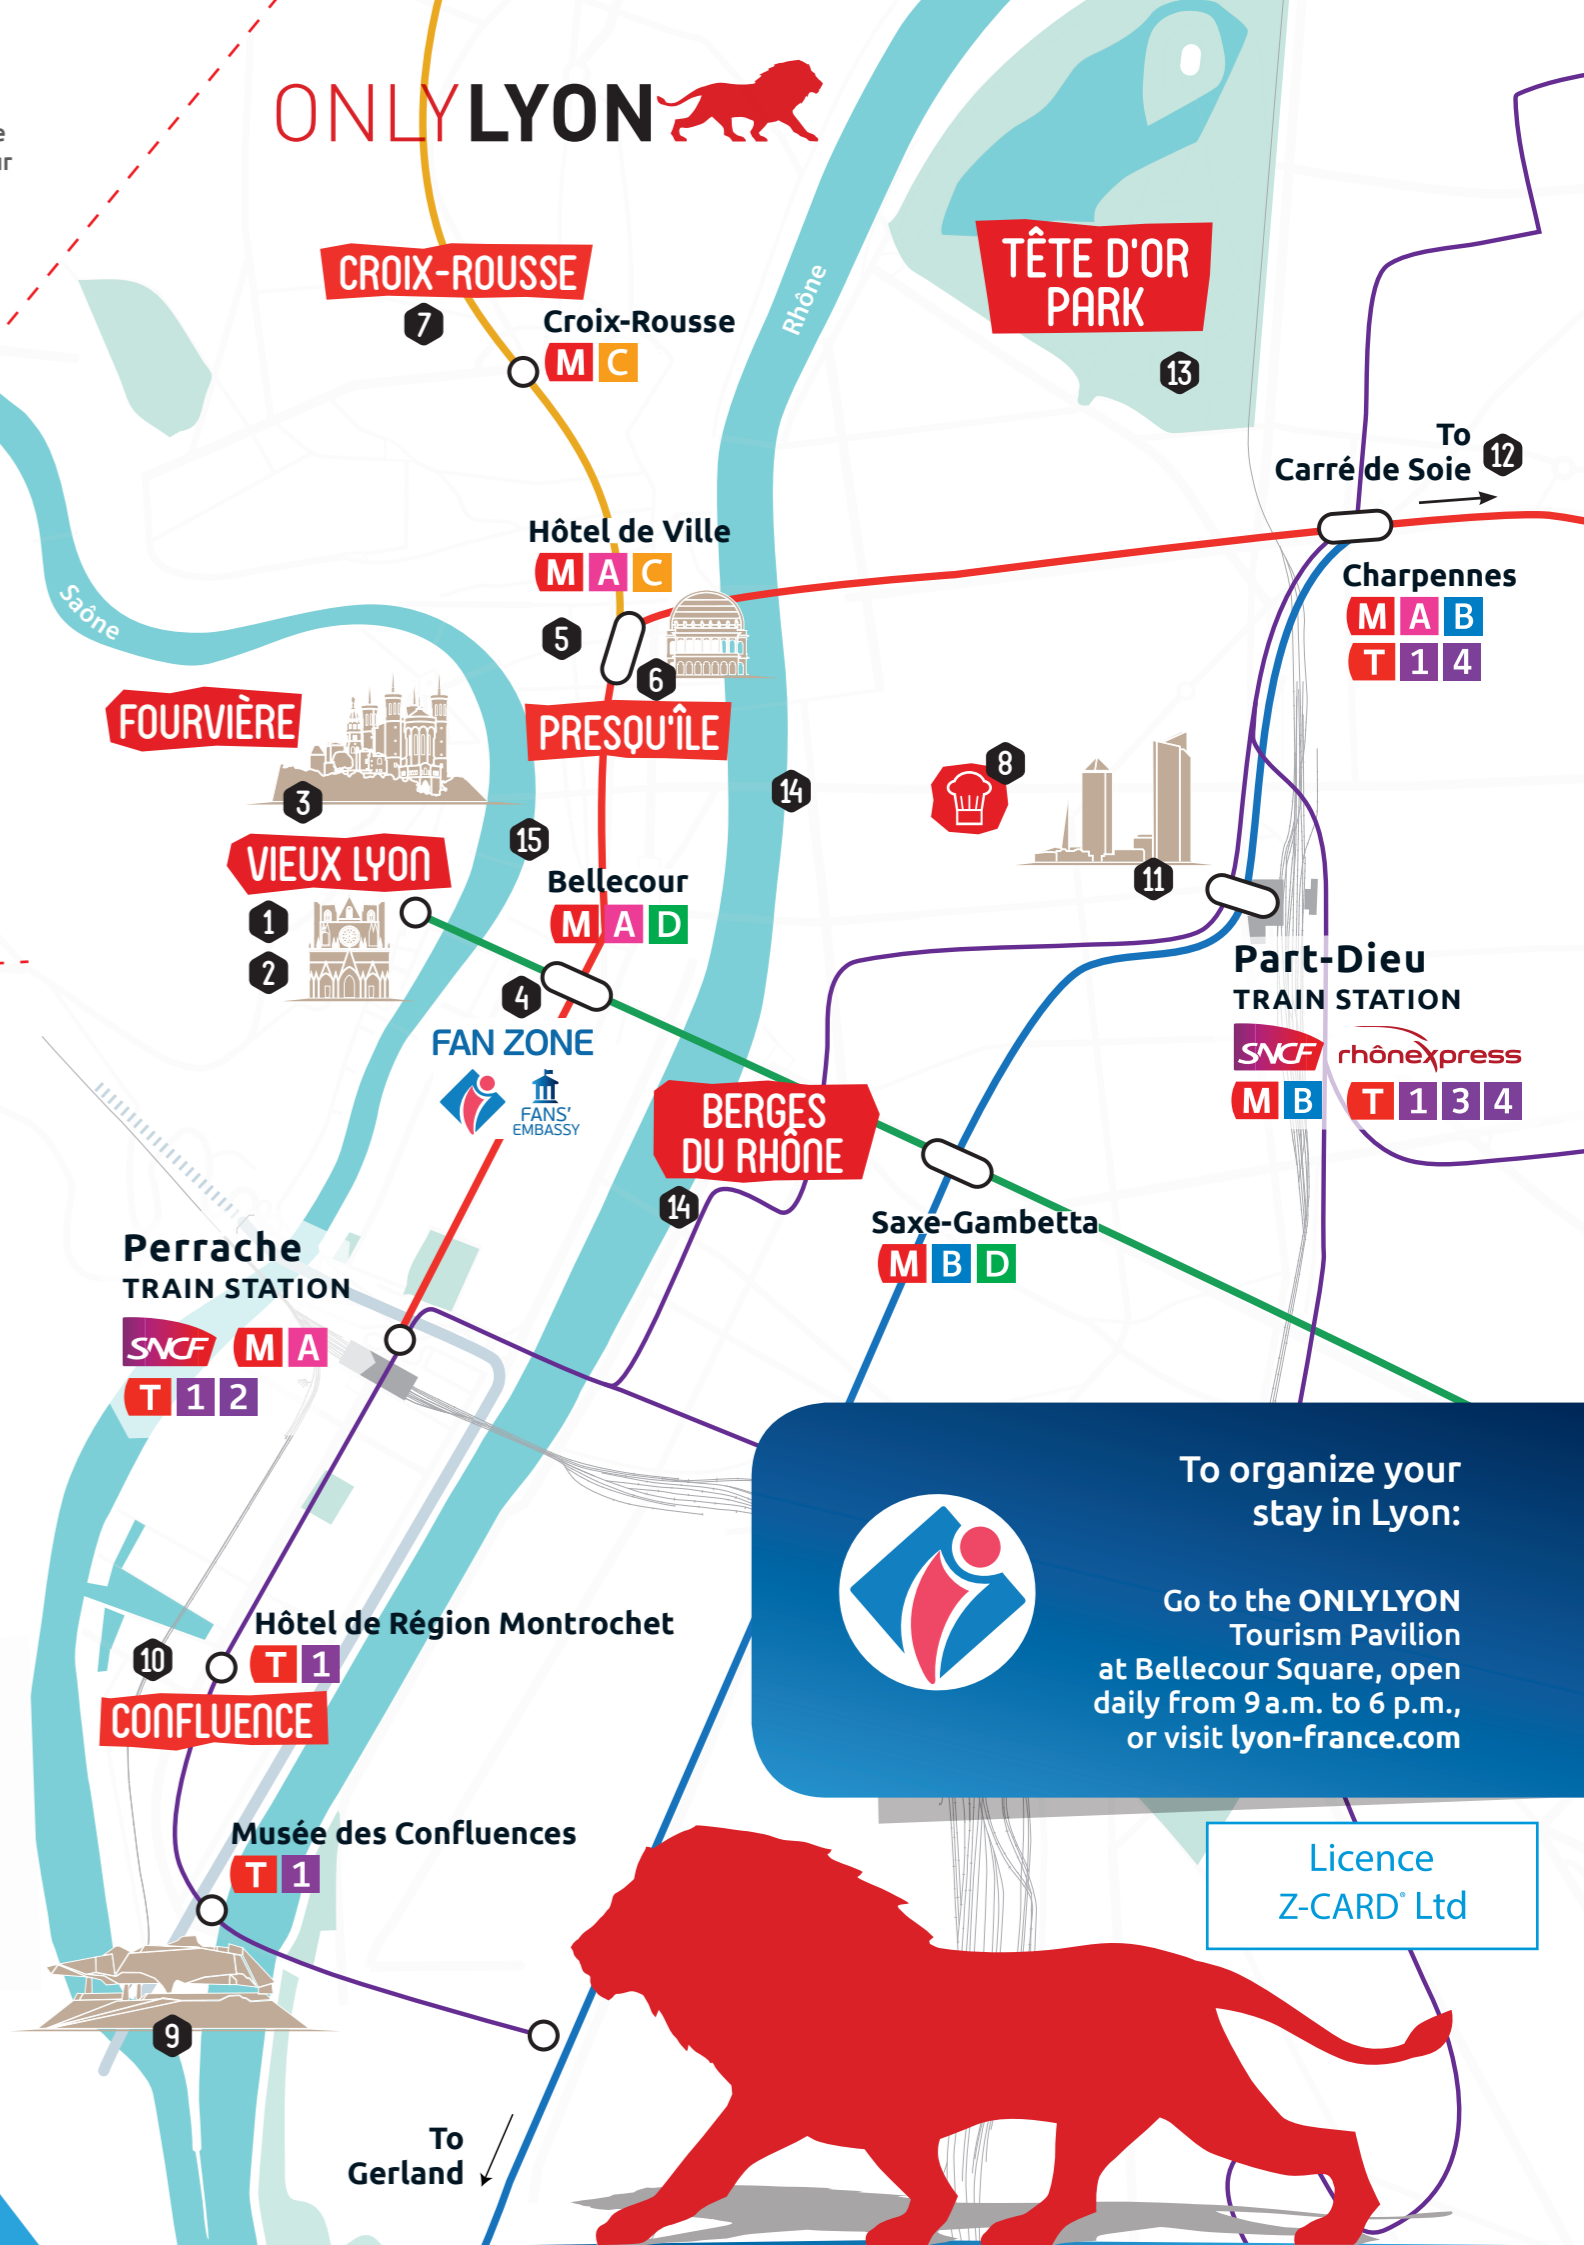 e
ur
ONLYLYON
CROIX-ROUSSE
7
Croix-Rousse
M C
Rhône
TÊTE D'OR
PARK
13
To
Carré de Soie
12
Hôtel de Ville
M A C
Saône
5
6
Charpennes
M A B
T 1 4
FOURVIÈRE
3
PRESQU'ÎLE
8
14
15
VIEUX LYON
1
2
Bellecour
M A D
11
4
Part-Dieu
TRAIN STATION
SNCF rhônexpress
M B T 1 3 4
FAN ZONE
FANS'
EMBASSY
BERGES
DU RHÔNE
14
Saxe-Gambetta
M B D
Perrache
TRAIN STATION
SNCF M A
T 1 2
To organize your
stay in Lyon:
Go to the ONLYLYON
Tourism Pavilion
at Bellecour Square, open
daily from 9 a.m. to 6 p.m.,
or visit lyon-france.com
Hôtel de Région Montrochet
T 1
10
CONFLUENCE
Musée des Confluences
T 1
9
Licence
Z-CARD® Ltd
To
Gerland